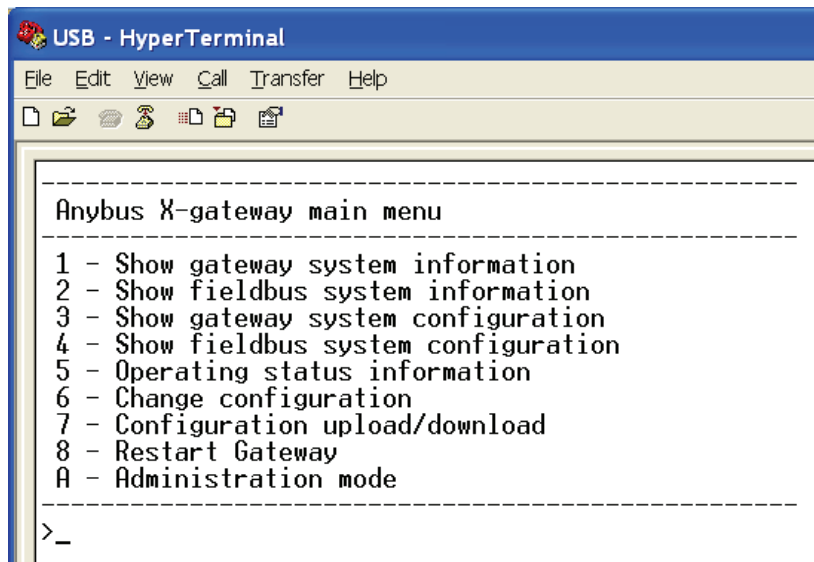 USB - HyperTerminal
File Edit View Call Transfer Help
Anybus X-gateway main menu
1 - Show gateway system information
2 - Show fieldbus system information
3 - Show gateway system configuration
4 - Show fieldbus system configuration
5 - Operating status information
6 - Change configuration
7 - Configuration upload/download
8 - Restart Gateway
A - Administration mode
>_